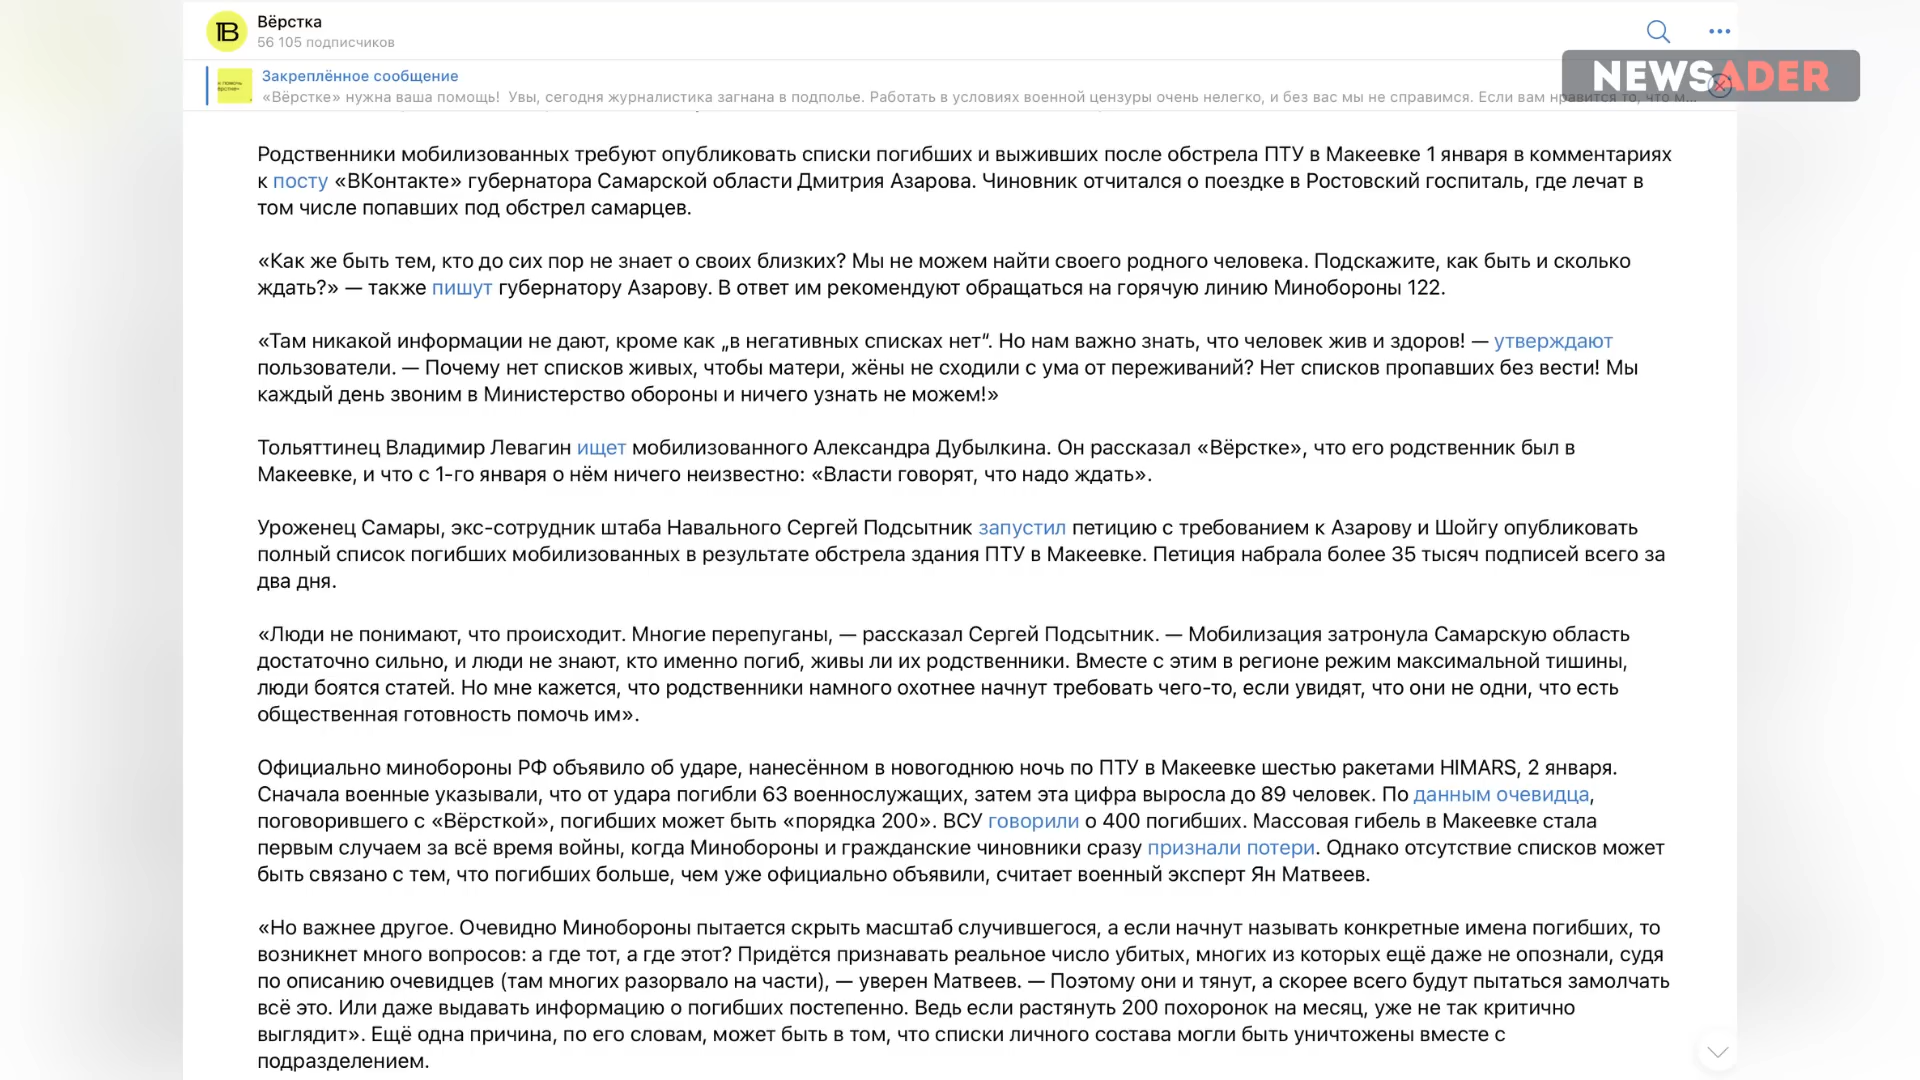 Вёрстка
56 105 подписчиков
NEWSADER
Закреплённое сообщение
«Вёрстке» нужна ваша помощь! Увы, сегодня журналистика загнана в подполье. Работать в условиях военной цензуры очень нелегко, и без вас мы не справимся. Если вам нравится то, что м...
Родственники мобилизованных требуют опубликовать списки погибших и выживших после обстрела ПТУ в Макеевке 1 января в комментариях
к посту «ВКонтакте» губернатора Самарской области Дмитрия Азарова. Чиновник отчитался о поездке в Ростовский госпиталь, где лечат в
том числе попавших под обстрел самарцев.
«Как же быть тем, кто до сих пор не знает о своих близких? Мы не можем найти своего родного человека. Подскажите, как быть и сколько
ждать?» — также пишут губернатору Азарову. В ответ им рекомендуют обращаться на горячую линию Минобороны 122.
«Там никакой информации не дают, кроме как „в негативных списках нет“. Но нам важно знать, что человек жив и здоров! — утверждают
пользователи. — Почему нет списков живых, чтобы матери, жёны не сходили с ума от переживаний? Нет списков пропавших без вести! Мы
каждый день звоним в Министерство обороны и ничего узнать не можем!»
Тольяттинец Владимир Левагин ищет мобилизованного Александра Дубылкина. Он рассказал «Вёрстке», что его родственник был в
Макеевке, и что с 1-го января о нём ничего неизвестно: «Власти говорят, что надо ждать».
Уроженец Самары, экс-сотрудник штаба Навального Сергей Подсытник запустил петицию с требованием к Азарову и Шойгу опубликовать
полный список погибших мобилизованных в результате обстрела здания ПТУ в Макеевке. Петиция набрала более 35 тысяч подписей всего за
два дня.
«Люди не понимают, что происходит. Многие перепуганы, — рассказал Сергей Подсытник. — Мобилизация затронула Самарскую область
достаточно сильно, и люди не знают, кто именно погиб, живы ли их родственники. Вместе с этим в регионе режим максимальной тишины,
люди боятся статей. Но мне кажется, что родственники намного охотнее начнут требовать чего-то, если увидят, что они не одни, что есть
общественная готовность помочь им».
Официально минобороны РФ объявило об ударе, нанесённом в новогоднюю ночь по ПТУ в Макеевке шестью ракетами HIMARS, 2 января.
Сначала военные указывали, что от удара погибли 63 военнослужащих, затем эта цифра выросла до 89 человек. По данным очевидца,
поговорившего с «Вёрсткой», погибших может быть «порядка 200». ВСУ говорили о 400 погибших. Массовая гибель в Макеевке стала
первым случаем за всё время войны, когда Минобороны и гражданские чиновники сразу признали потери. Однако отсутствие списков может
быть связано с тем, что погибших больше, чем уже официально объявили, считает военный эксперт Ян Матвеев.
«Но важнее другое. Очевидно Минобороны пытается скрыть масштаб случившегося, а если начнут называть конкретные имена погибших, то
возникнет много вопросов: а где тот, а где этот? Придётся признавать реальное число убитых, многих из которых ещё даже не опознали, судя
по описанию очевидцев (там многих разорвало на части), — уверен Матвеев. — Поэтому они и тянут, а скорее всего будут пытаться замолчать
всё это. Или даже выдавать информацию о погибших постепенно. Ведь если растянуть 200 похоронок на месяц, уже не так критично
выглядит». Ещё одна причина, по его словам, может быть в том, что списки личного состава могли быть уничтожены вместе с
подразделением.